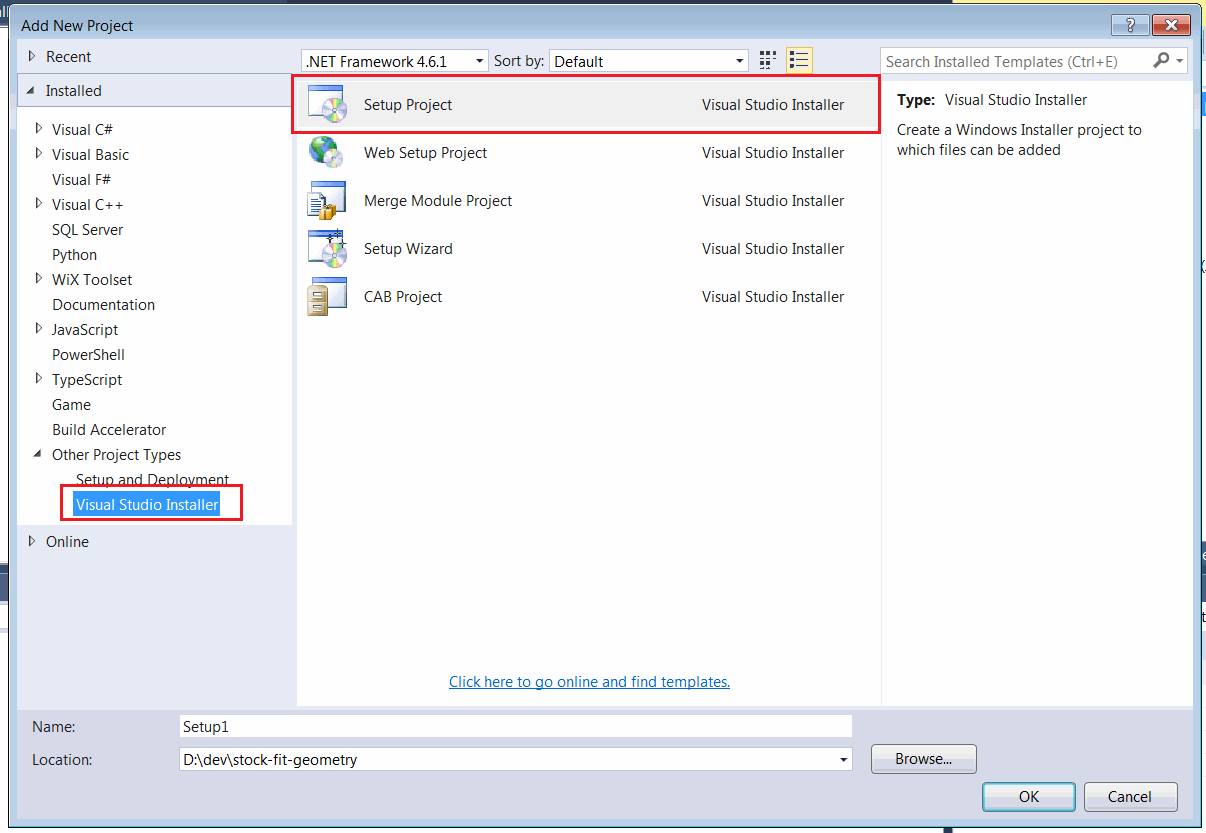 Add New Project
?
Recent
.NET Framework 4.6.1
Sort by:
Default
Search Installed Templates (Ctrl+E)
Installed
Visual C#
Visual Basic
Visual F#
Visual C++
SQL Server
Python
WiX Toolset
Documentation
JavaScript
PowerShell
TypeScript
Game
Build Accelerator
Other Project Types
Setup and Deployment
Visual Studio Installer
Online
Setup Project Visual Studio Installer
Web Setup Project Visual Studio Installer
Merge Module Project Visual Studio Installer
Setup Wizard Visual Studio Installer
CAB Project Visual Studio Installer
Click here to go online and find templates.
Type: Visual Studio Installer
Create a Windows Installer project to
which files can be added
Name: Setup1
Location: D:\dev\stock-fit-geometry
Browse...
OK
Cancel